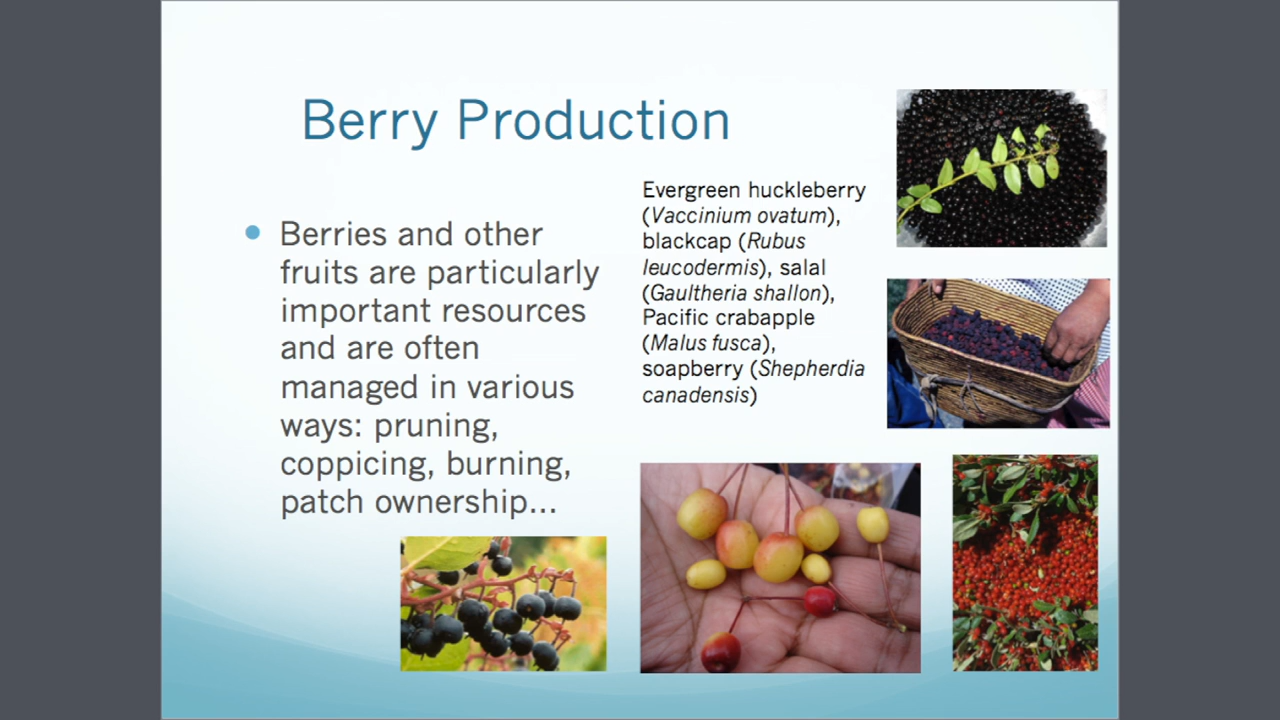 Berry Production
Berries and other
fruits are particularly
important resources
and are often
managed in various
ways: pruning,
coppicing, burning,
patch ownership...
Evergreen huckleberry
(Vaccinium ovatum),
blackcap (Rubus
leucodermis), salal
(Gaultheria shallon),
Pacific crabapple
(Malus fusca),
soapberry (Shepherdia
canadensis)